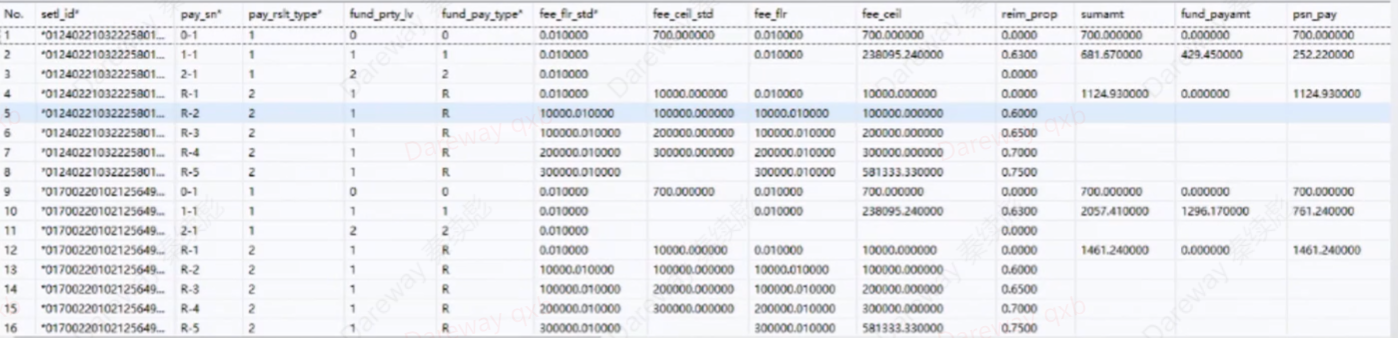 No. setl_id* pay_sn* pay_rslt_type* fund_prty_lv fund_pay_type* fee_flr_std* fee_ceil_std fee_flr fee_ceil reim_prop sumamt fund_payamt psn_pay
1 *01240221032225801... 0-1 1 0 0 0.010000 700.000000 0.010000 700.000000 0.0000 700.000000 0.000000 700.000000
2 *01240221032225801... 1-1 1 1 1 0.010000 0.010000 238095.240000 0.6300 681.670000 429.450000 252.220000
3 *01240221032225801... 2-1 1 2 2 0.010000 0.0000
4 *01240221032225801... R-1 2 1 R 0.010000 10000.000000 0.010000 10000.000000 0.0000 1124.930000 0.000000 1124.930000
5 *01240221032225801... R-2 2 1 R 10000.010000 100000.000000 10000.010000 100000.000000 0.6000
6 *01240221032225801... R-3 2 1 R 100000.010000 200000.000000 100000.010000 200000.000000 0.6500
7 *01240221032225801... R-4 2 1 R 200000.010000 300000.000000 200000.010000 300000.000000 0.7000
8 *01240221032225801... R-5 2 1 R 300000.010000 300000.010000 581333.330000 0.7500
9 *01700220102125649... 0-1 1 0 0 0.010000 700.000000 0.010000 700.000000 0.0000 700.000000 0.000000 700.000000
10 *01700220102125649... 1-1 1 1 1 0.010000 0.010000 238095.240000 0.6300 2057.410000 1296.170000 761.240000
11 *01700220102125649... 2-1 1 2 2 0.010000 0.0000
12 *01700220102125649... R-1 2 1 R 0.010000 10000.000000 0.010000 10000.000000 0.0000 1461.240000 0.000000 1461.240000
13 *01700220102125649... R-2 2 1 R 10000.010000 100000.000000 10000.010000 100000.000000 0.6000
14 *01700220102125649... R-3 2 1 R 100000.010000 200000.000000 100000.010000 200000.000000 0.6500
15 *01700220102125649... R-4 2 1 R 200000.010000 300000.000000 200000.010000 300000.000000 0.7000
16 *01700220102125649... R-5 2 1 R 300000.010000 300000.010000 581333.330000 0.7500
Dareway qxb
Dareway 秦续彪